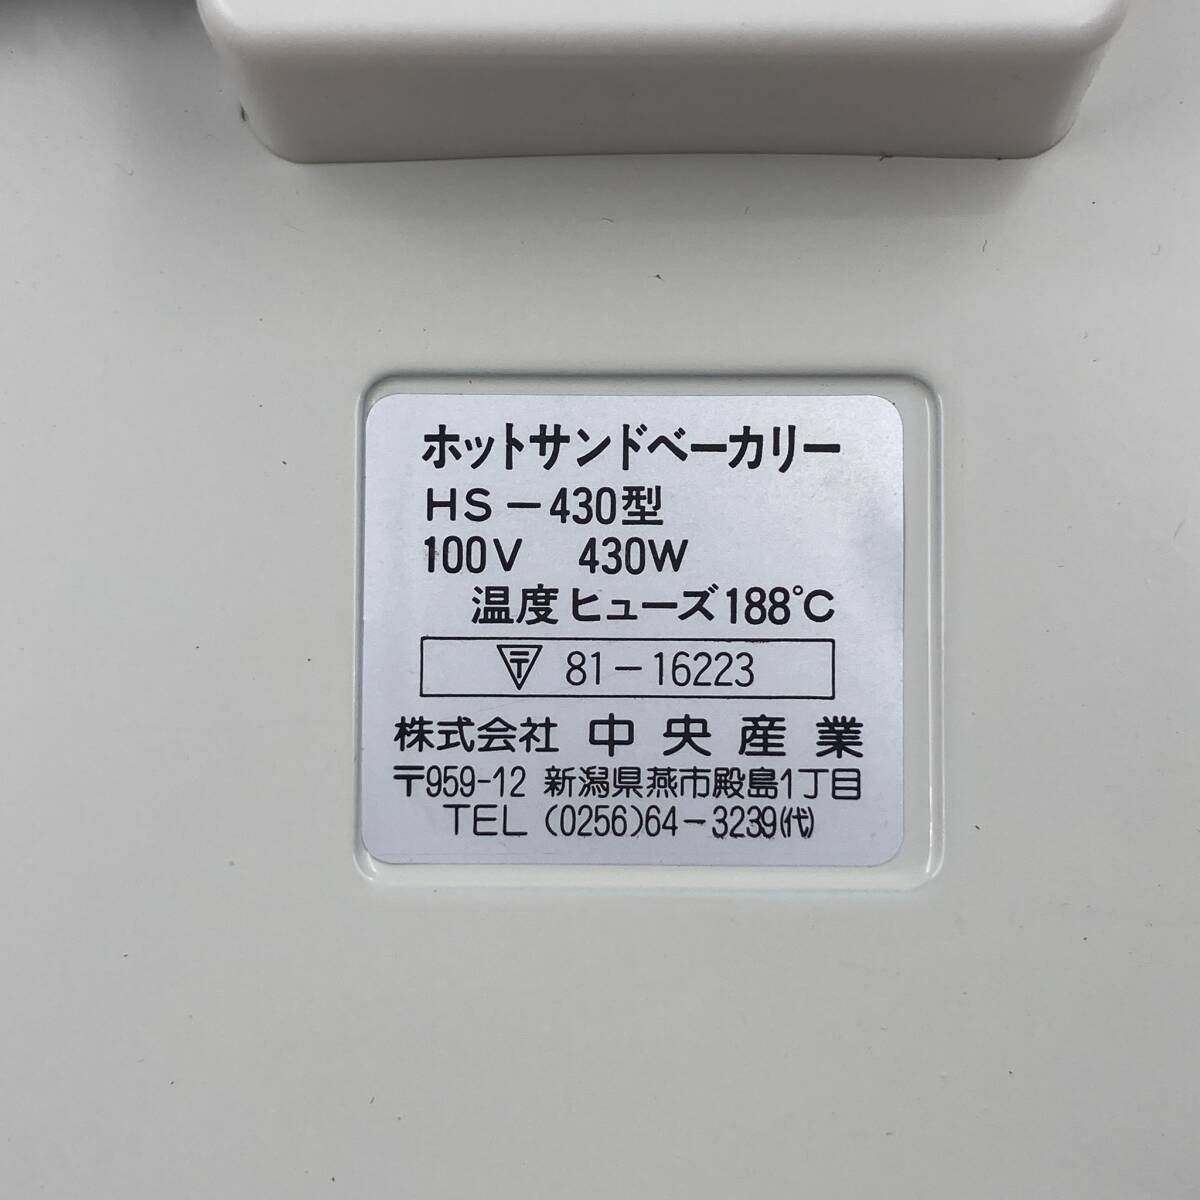 ホットサンドベーカリー
HS－430型
100V 430W
温度ヒューズ188℃
〒 81－16223
株式会社 中央産業
〒959-12 新潟県燕市殿島1丁目
TEL (0256)64－3239(代)